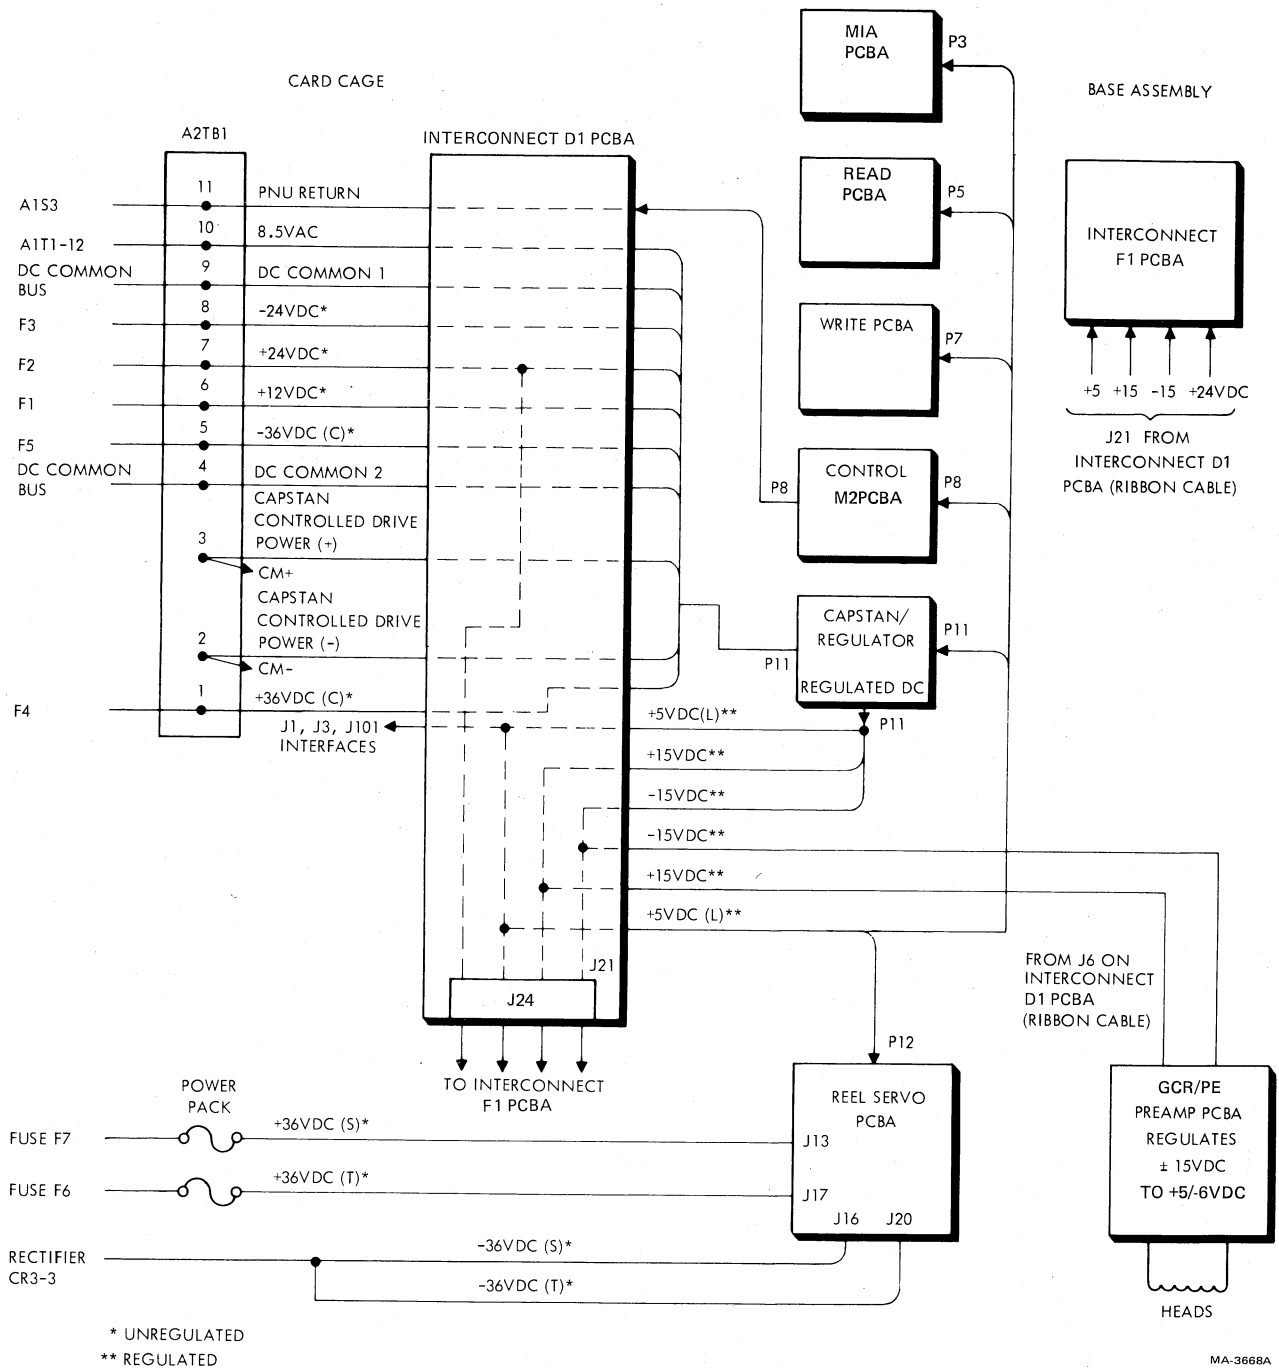 CARD CAGE
A2TB1
INTERCONNECT D1 PCBA
MIA
PCBA
P3
BASE ASSEMBLY
READ
PCBA
P5
INTERCONNECT
F1 PCBA
WRITE PCBA
P7
+5 +15 -15 +24VDC
J21 FROM
INTERCONNECT D1
PCBA (RIBBON CABLE)
CONTROL
M2PCBA
P8
P8
CAPSTAN/
REGULATOR
REGULATED DC
P11
P11
P11
A1S3
11
PNU RETURN
A1T1-12
10
8.5VAC
DC COMMON
BUS
9
DC COMMON 1
F3
8
-24VDC*
F2
7
+24VDC*
F1
6
+12VDC*
F5
5
-36VDC (C)*
DC COMMON
BUS
4
DC COMMON 2
CAPSTAN
CONTROLLED DRIVE
POWER (+)
3
CM+
CAPSTAN
CONTROLLED DRIVE
POWER (-)
2
CM-
F4
1
+36VDC (C)*
J1, J3, J101
INTERFACES
+5VDC(L)**
+15VDC**
-15VDC**
-15VDC**
+15VDC**
+5VDC (L)**
J21
J24
TO INTERCONNECT
F1 PCBA
FROM J6 ON
INTERCONNECT
D1 PCBA
(RIBBON CABLE)
P12
REEL SERVO
PCBA
J13
J17
J16 J20
GCR/PE
PREAMP PCBA
REGULATES
± 15VDC
TO +5/-6VDC
HEADS
POWER
PACK
FUSE F7
+36VDC (S)*
FUSE F6
+36VDC (T)*
RECTIFIER
CR3-3
-36VDC (S)*
-36VDC (T)*
* UNREGULATED
** REGULATED
MA-3668A